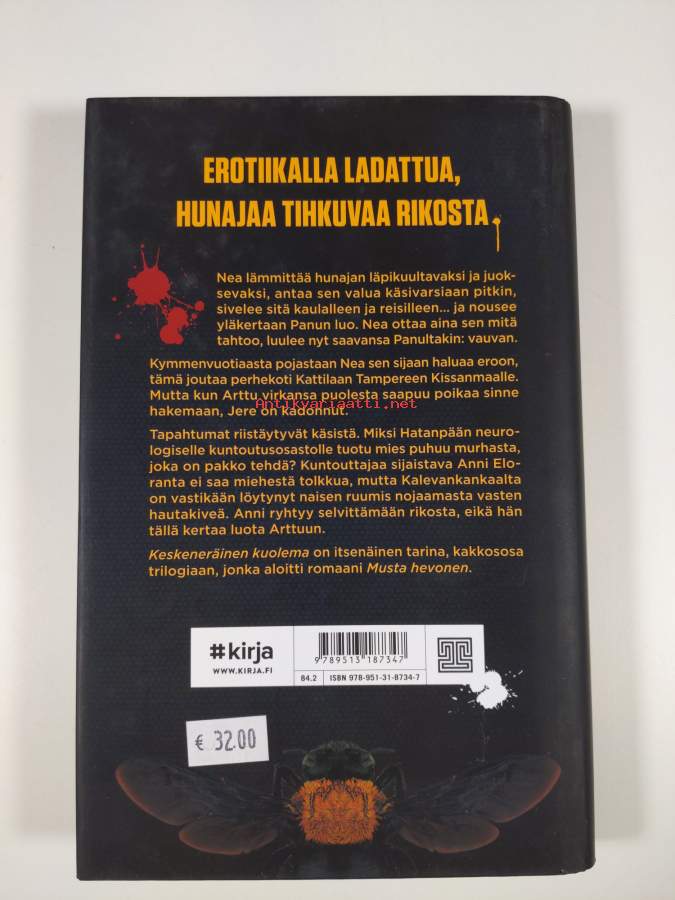 EROTIIKALLA LADATTUA,
HUNAJAA TIHKUVAA RIKOSTA
Nea lämmittää hunajan läpikuultavaksi ja juok-
sevaksi, antaa sen valua käsivarsiaan pitkin,
sivelee sitä kaulalleen ja reisilleen... ja nousee
yläkertaan Panun luo. Nea ottaa aina sen mitä
tahtoo, luulee nyt saavansa Panultakin: vauvan.
Kymmenvuotiaasta pojastaan Nea sen sijaan haluaa eroon,
tämä joutaa perhekoti Kattilaan Tampereen Kissanmaalle.
Mutta kun Arttu virkansa puolesta saapuu poikaa sinne
Antikvariaatti.net
hakemaan, Jere on kadonnut.
Tapahtumat riistäytyvät käsistä. Miksi Hatanpään neuro-
logiselle kuntoutusosastolle tuotu mies puhuu murhasta,
joka on pakko tehdä? Kuntouttajaa sijaistava Anni Elo-
ranta ei saa miehestä tolkkua, mutta Kalevankankaalta
on vastikään löytynyt naisen ruumis nojaamasta vasten
hautakiveä. Anni ryhtyy selvittämään rikosta, eikä hän
tällä kertaa luota Arttuun.
Keskeneräinen kuolema on itsenäinen tarina, kakkososa
trilogiaan, jonka aloitti romaani Musta hevonen.
#kirja
WWW.KIRJA.FI
9 789513 187347
84.2
ISBN 978-951-31-8734-7
€ 32.00